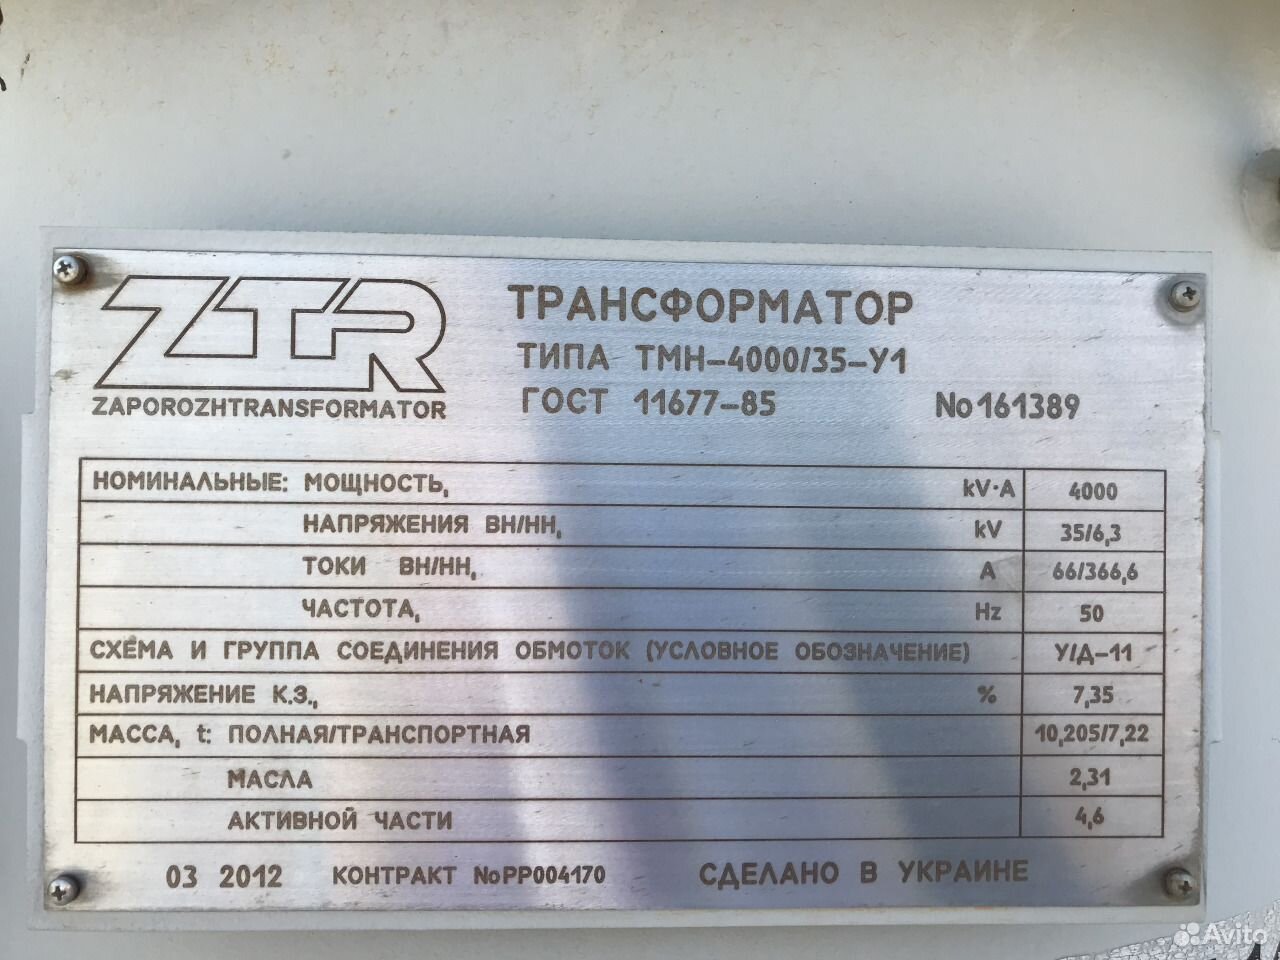 ZTR
ZAPOROZHTRANSFORMATOR
ТРАНСФОРМАТОР
ТИПА ТМН-4000/35-У1
ГОСТ 11677-85 No161389
НОМИНАЛЬНЫЕ: МОЩНОСТЬ, kV·A 4000
НАПРЯЖЕНИЯ ВН/НН, kV 35/6,3
ТОКИ ВН/НН, A 66/366,6
ЧАСТОТА, Hz 50
СХЕМА И ГРУППА СОЕДИНЕНИЯ ОБМОТОК (УСЛОВНОЕ ОБОЗНАЧЕНИЕ) У/Д-11
НАПРЯЖЕНИЕ К.З., % 7,35
МАССА, t: ПОЛНАЯ/ТРАНСПОРТНАЯ 10,205/7,22
МАСЛА 2,31
АКТИВНОЙ ЧАСТИ 4,6
03 2012 КОНТРАКТ NoPP004170 СДЕЛАНО В УКРАИНЕ
Avito